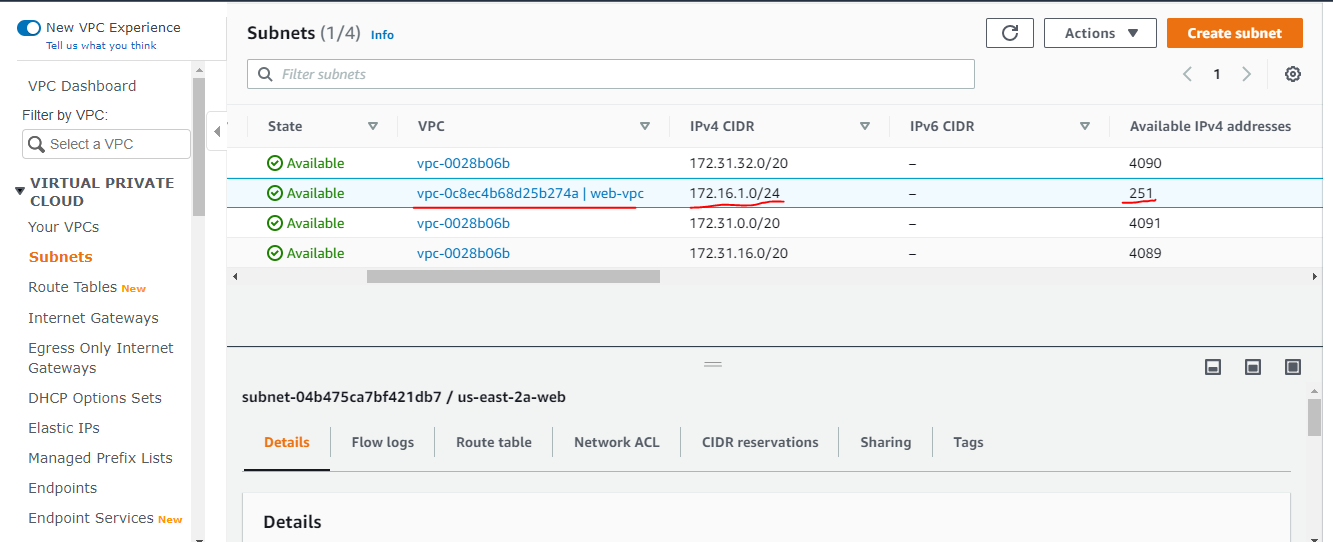 New VPC Experience
Tell us what you think
VPC Dashboard
Filter by VPC:
Select a VPC
VIRTUAL PRIVATE
CLOUD
Your VPCs
Subnets
Route Tables New
Internet Gateways
Egress Only Internet
Gateways
DHCP Options Sets
Elastic IPs
Managed Prefix Lists
Endpoints
Endpoint Services New
Subnets (1/4) Info
Actions
Create subnet
Filter subnets
1
State VPC IPv4 CIDR IPv6 CIDR Available IPv4 addresses
Available vpc-0028b06b 172.31.32.0/20 – 4090
Available vpc-0c8ec4b68d25b274a | web-vpc 172.16.1.0/24 – 251
Available vpc-0028b06b 172.31.0.0/20 – 4091
Available vpc-0028b06b 172.31.16.0/20 – 4089
subnet-04b475ca7bf421db7 / us-east-2a-web
Details Flow logs Route table Network ACL CIDR reservations Sharing Tags
Details